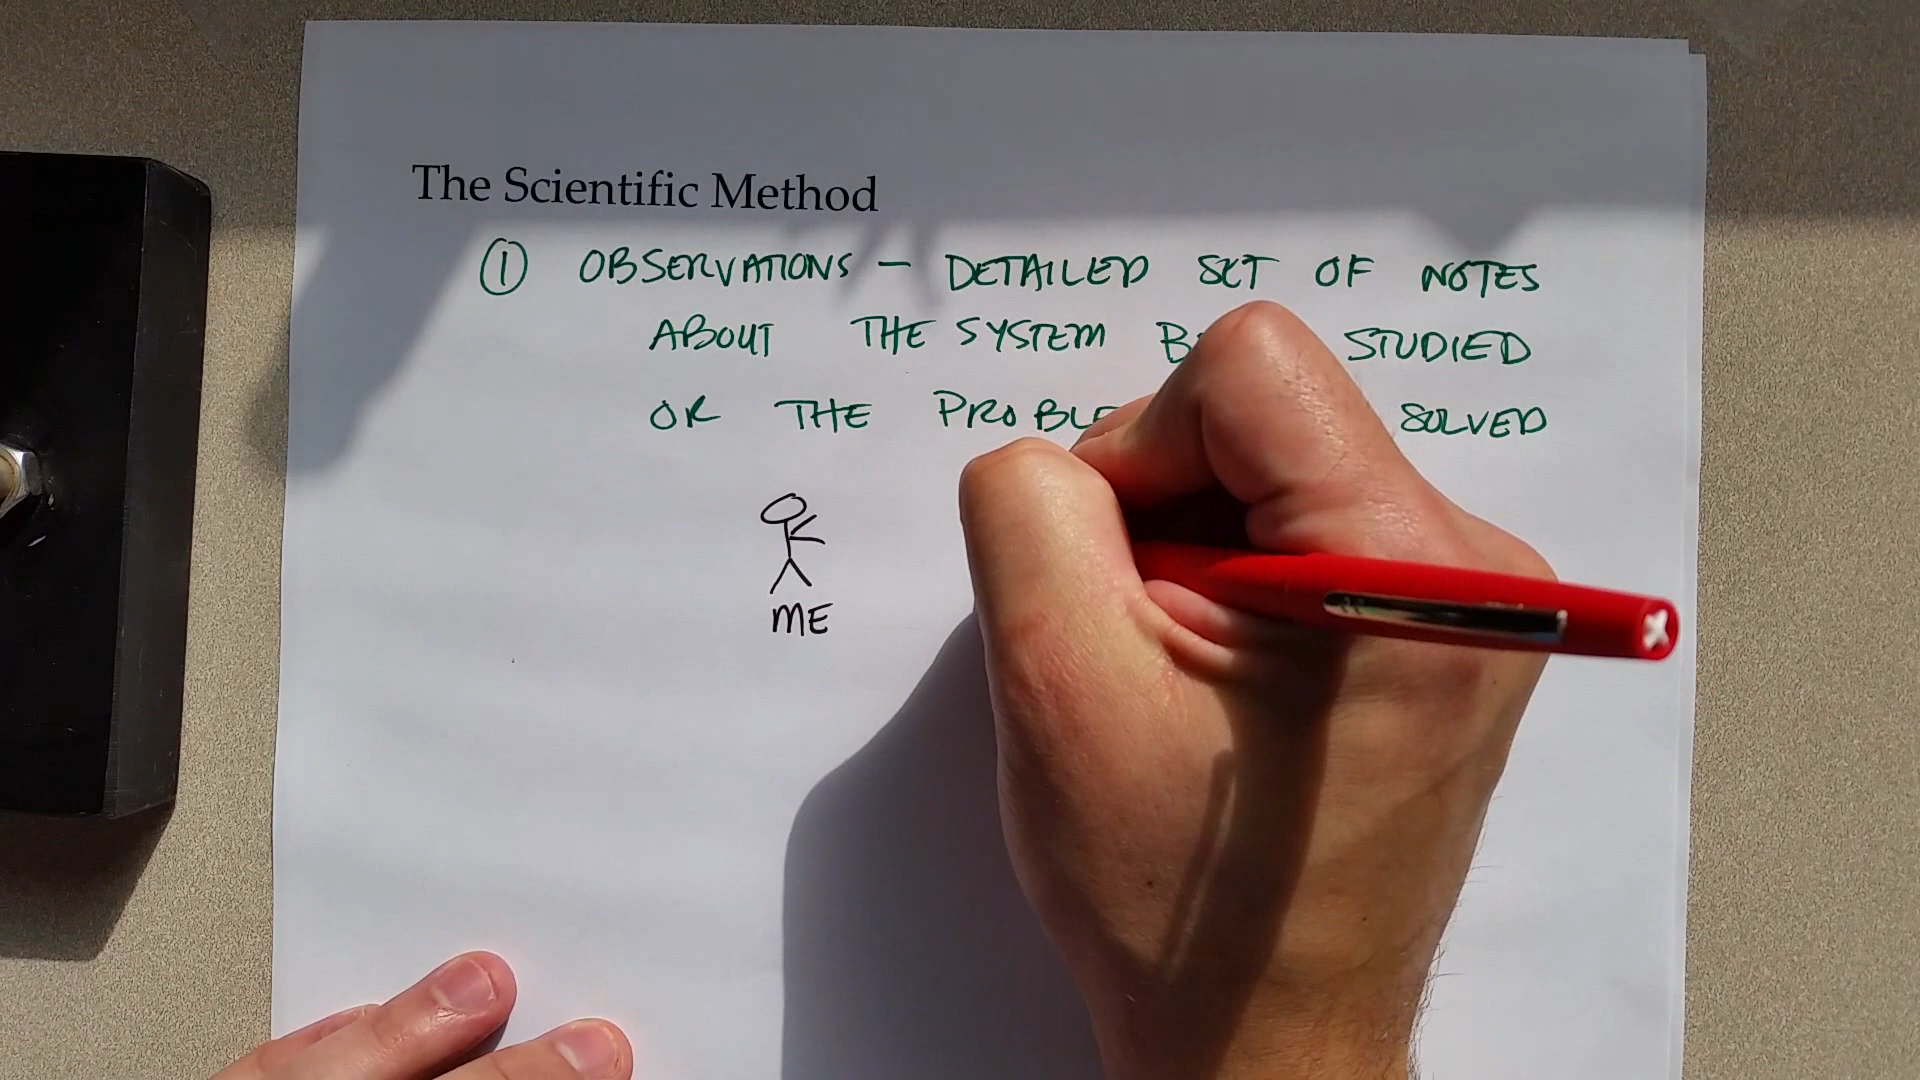 The Scientific Method
① OBSERVATIONS — DETAILED SET OF NOTES
ABOUT THE SYSTEM STUDIED
OR THE SOLVED
ME